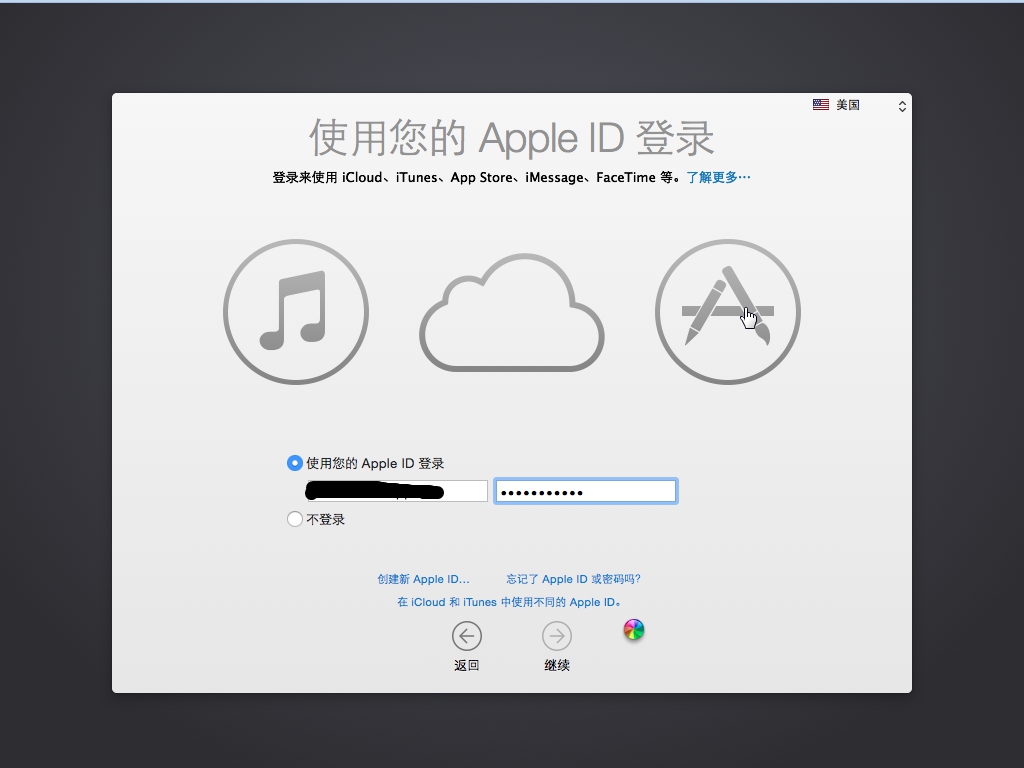 美国
使用您的 Apple ID 登录
登录来使用 iCloud、iTunes、App Store、iMessage、FaceTime 等。了解更多…
使用您的 Apple ID 登录
不登录
创建新 Apple ID... 忘记了 Apple ID 或密码吗?
在 iCloud 和 iTunes 中使用不同的 Apple ID。
返回 继续